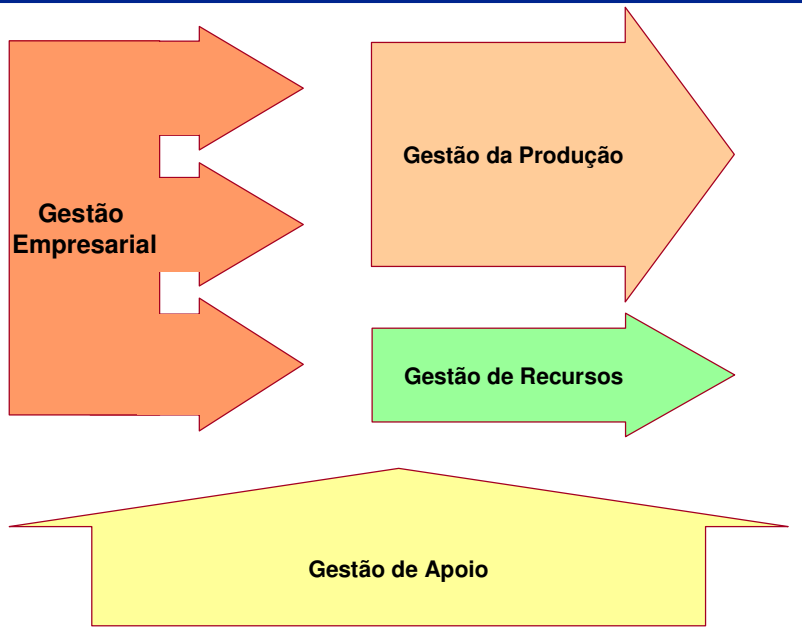 Gestão da Produção
Gestão
Empresarial
Gestão de Recursos
Gestão de Apoio